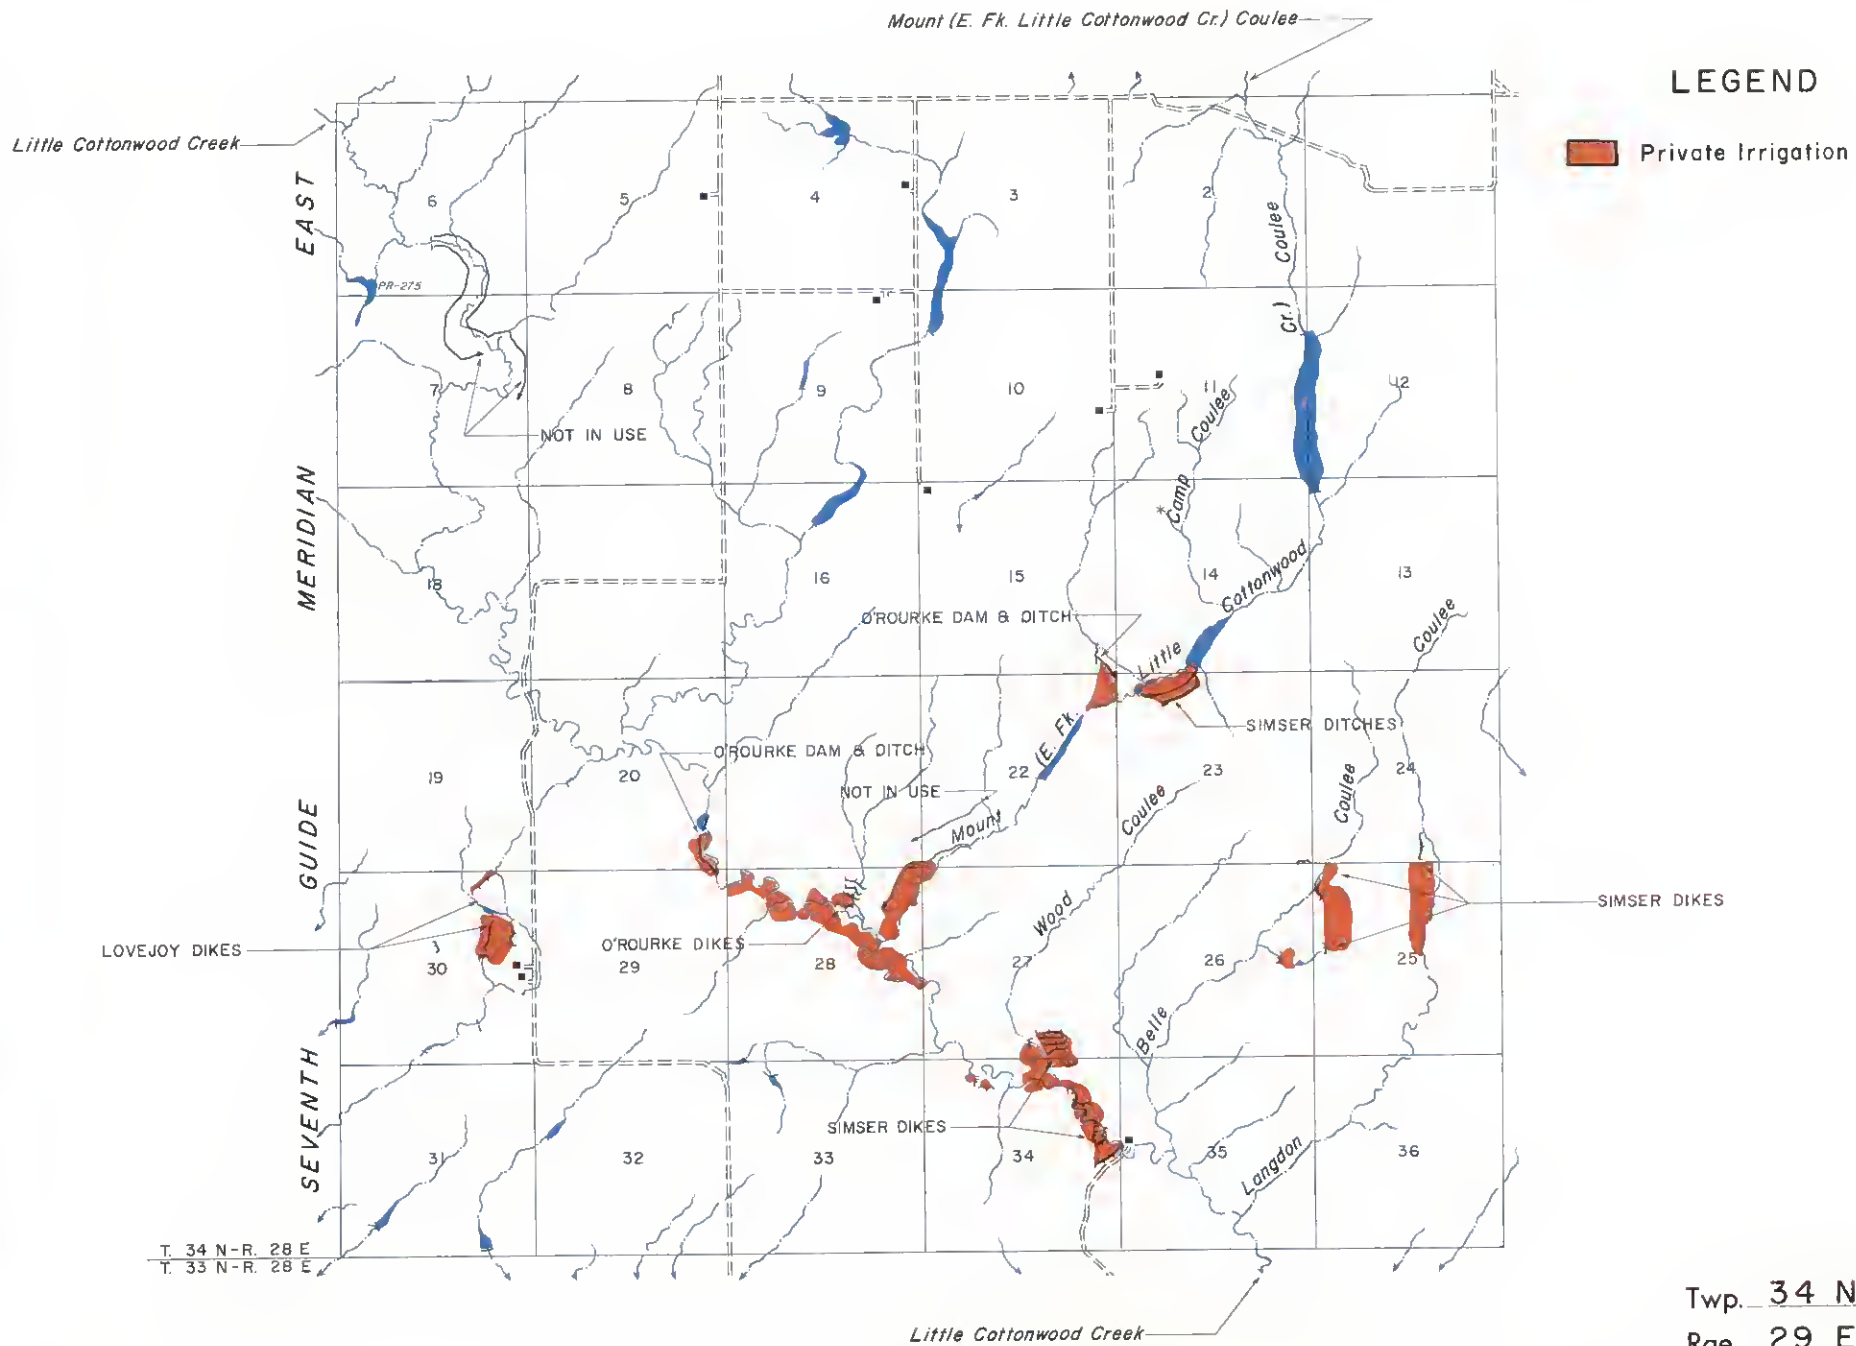 Mount (E. Fk. Little Cottonwood Cr.) Coulee
LEGEND
Private Irrigation
Little Cottonwood Creek
SEVENTH GUIDE MERIDIAN EAST
6
5
4
3
2
PR-275
Coulee
Cr.)
7
8
9
10
11
12
NOT IN USE
Camp Coulee
18
16
15
14
13
Cottonwood
O'ROURKE DAM & DITCH
Little
Coulee
SIMSER DITCHES
(E. Fk.
O'ROURKE DAM & DITCH
19
20
22
23
24
NOT IN USE
Mount
Coulee
Coulee
Wood
SIMSER DIKES
LOVEJOY DIKES
O'ROURKE DIKES
30
29
28
27
26
25
Belle
SIMSER DIKES
31
32
33
34
35
36
Langdon
T. 34 N-R. 28 E
T. 33 N-R. 28 E
Little Cottonwood Creek
Twp. 34 N
Rge. 29 E